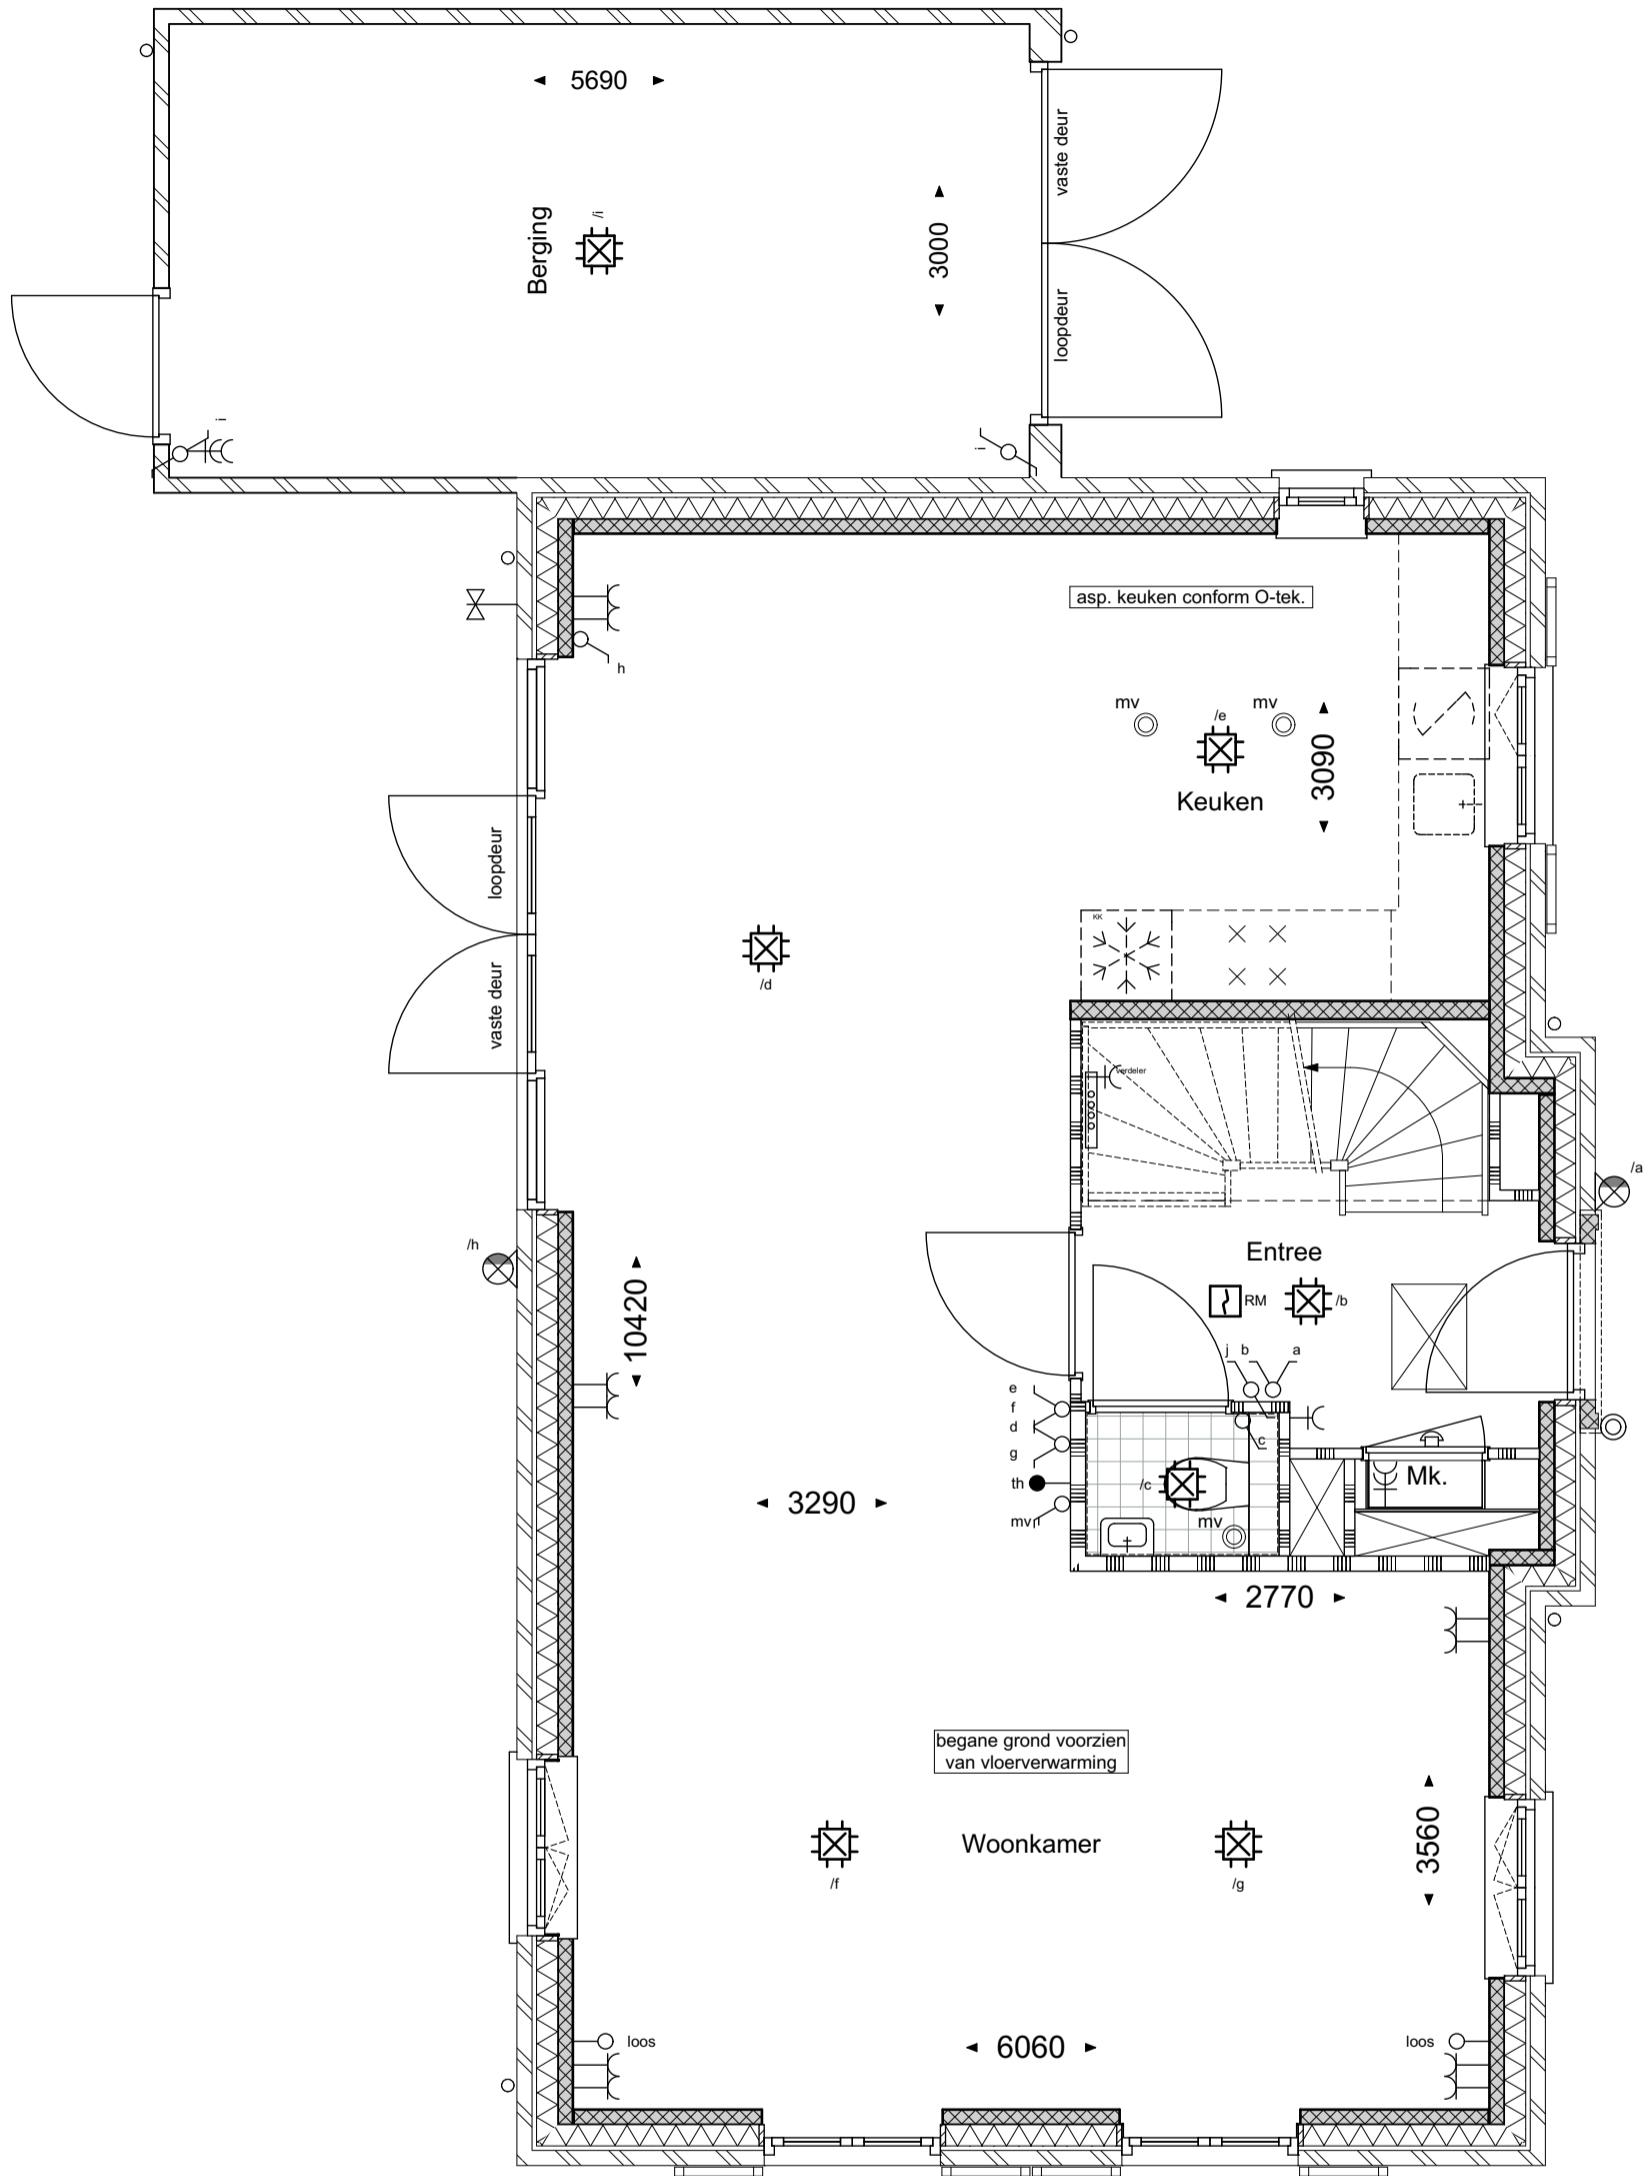 5690
vaste deur
Berging
/i
3000
loopdeur
i
i
asp. keuken conform O-tek.
h
mv
mv
/e
3090
Keuken
loopdeur
KK
vaste deur
/d
verdeler
/a
/h
Entree
10420
RM
/b
j
b
a
e
f
d
g
c
th
/c
Mk.
3290
mv
mv
2770
begane grond voorzien
van vloerverwarming
3560
Woonkamer
/f
/g
loos
loos
6060